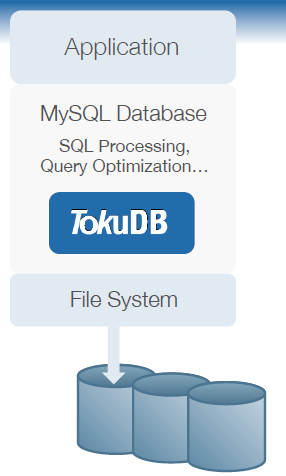 Application
MySQL Database
SQL Processing,
Query Optimization...
TokuDB
File System